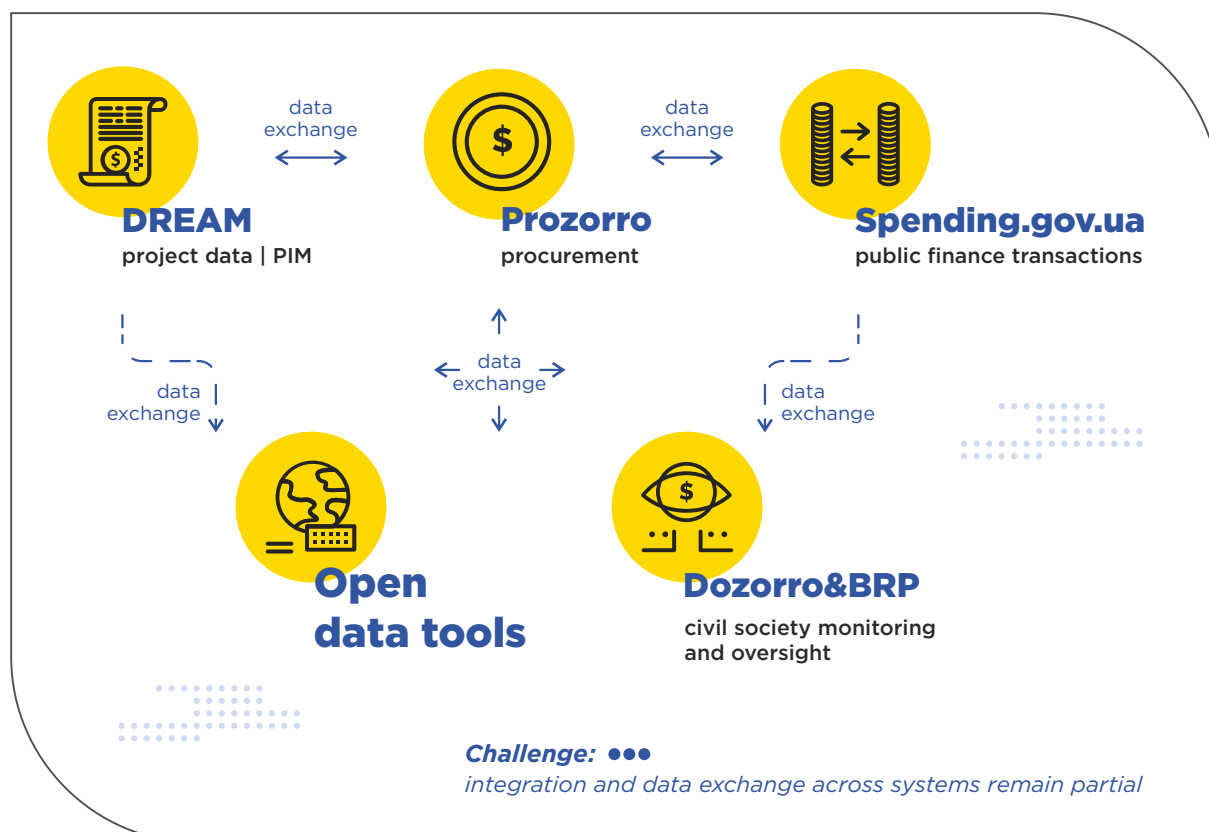 data
exchange
data
exchange
$
$
DREAM
project data | PIM
Prozorro
procurement
Spending.gov.ua
public finance transactions
data
exchange
data
exchange
data
exchange
$
Open
data tools
Dozorro&BRP
civil society monitoring
and oversight
Challenge:
integration and data exchange across systems remain partial